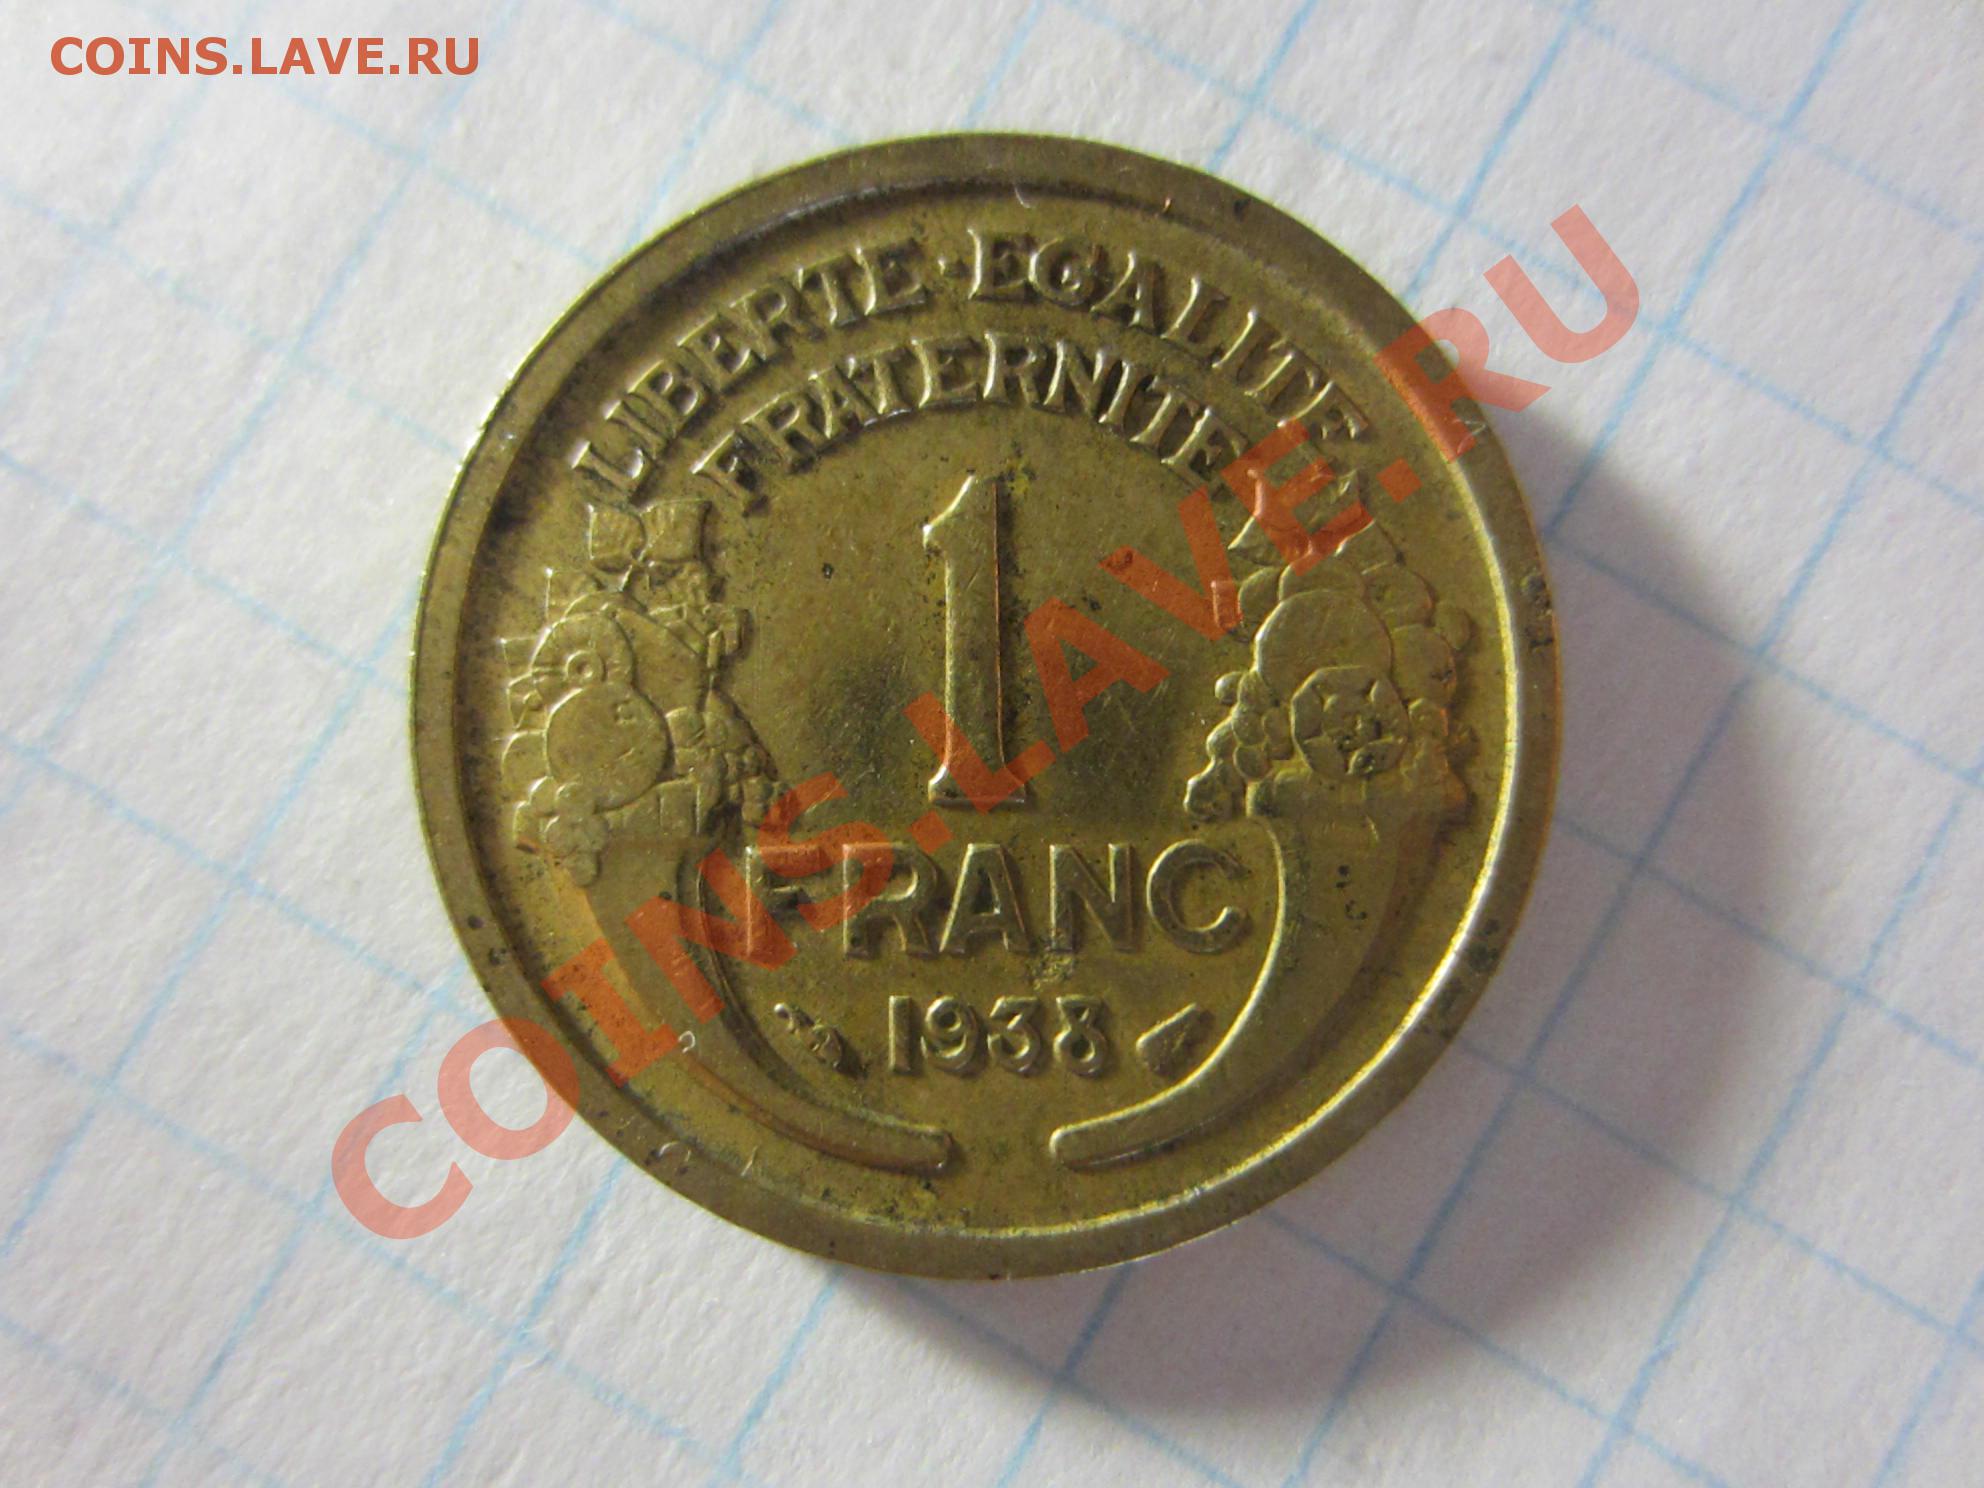 COINS.LAVE.RU
LIBERTE·EGALITE
FRATERNITE
1
FRANC
1938
COINS.LAVE.RU